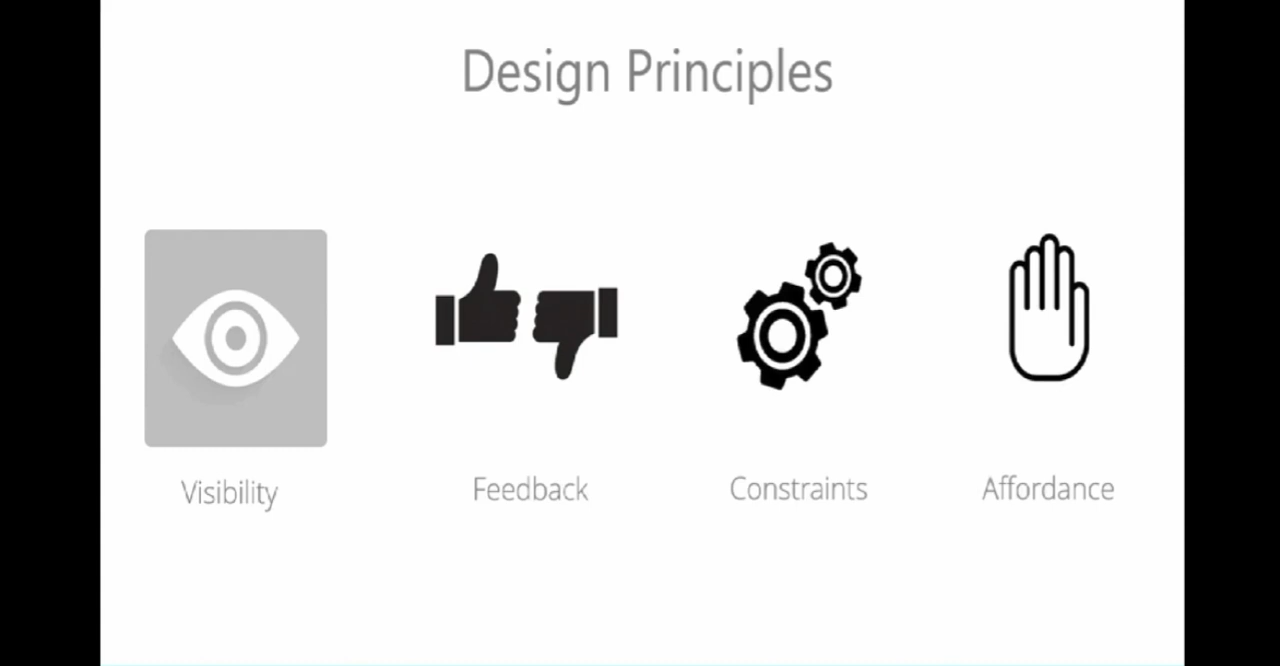 Design Principles
Visibility
Feedback
Constraints
Affordance